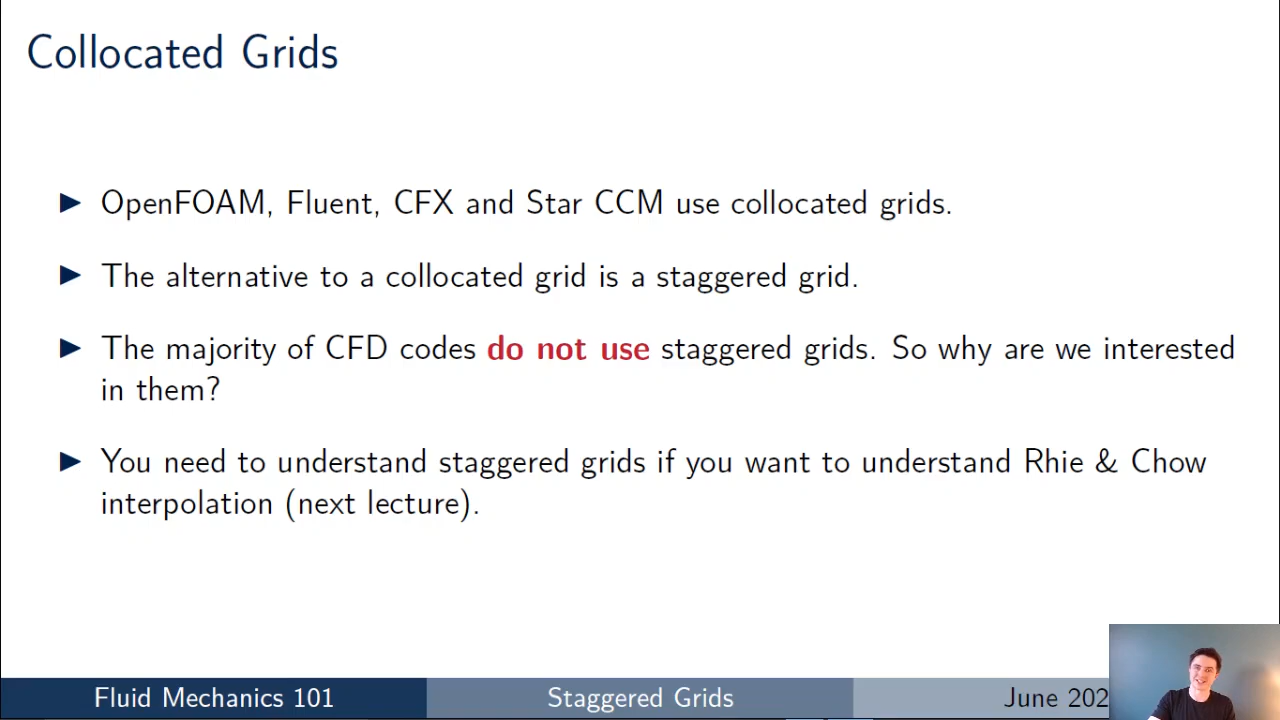 Collocated Grids
OpenFOAM, Fluent, CFX and Star CCM use collocated grids.
The alternative to a collocated grid is a staggered grid.
The majority of CFD codes do not use staggered grids. So why are we interested
in them?
You need to understand staggered grids if you want to understand Rhie & Chow
interpolation (next lecture).
Fluid Mechanics 101
Staggered Grids
June 202